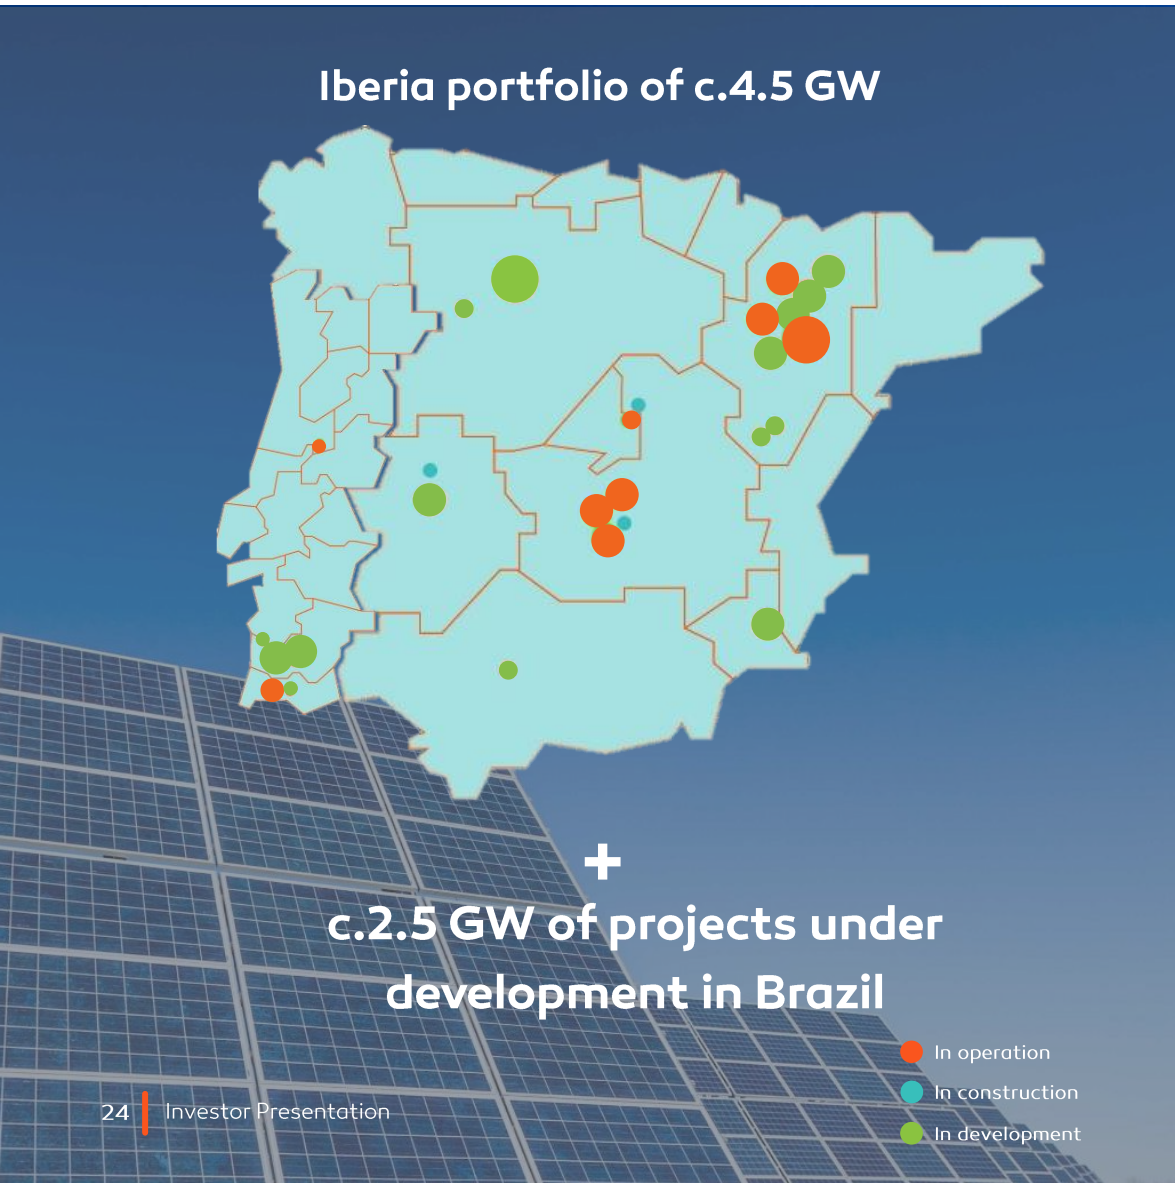 Iberia portfolio of c.4.5 GW
+
c.2.5 GW of projects under
development in Brazil
In operation
In construction
In development
24 Investor Presentation